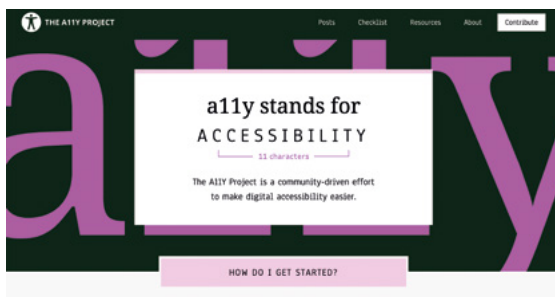 THE A11Y PROJECT
Posts Checklist Resources About Contribute
a11y
a11y stands for
ACCESSIBILITY
11 characters
The A11Y Project is a community-driven effort
to make digital accessibility easier.
HOW DO I GET STARTED?